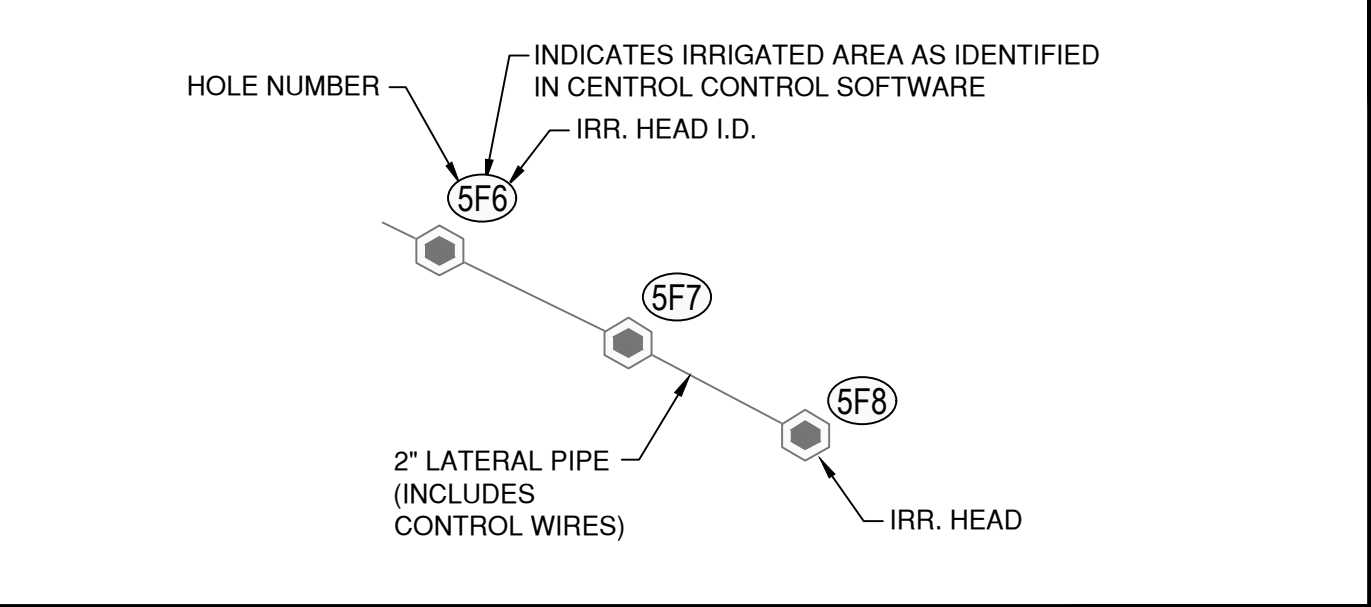 INDICATES IRRIGATED AREA AS IDENTIFIED
IN CENTROL CONTROL SOFTWARE
HOLE NUMBER
IRR. HEAD I.D.
5F6
5F7
5F8
2" LATERAL PIPE
(INCLUDES
CONTROL WIRES)
IRR. HEAD